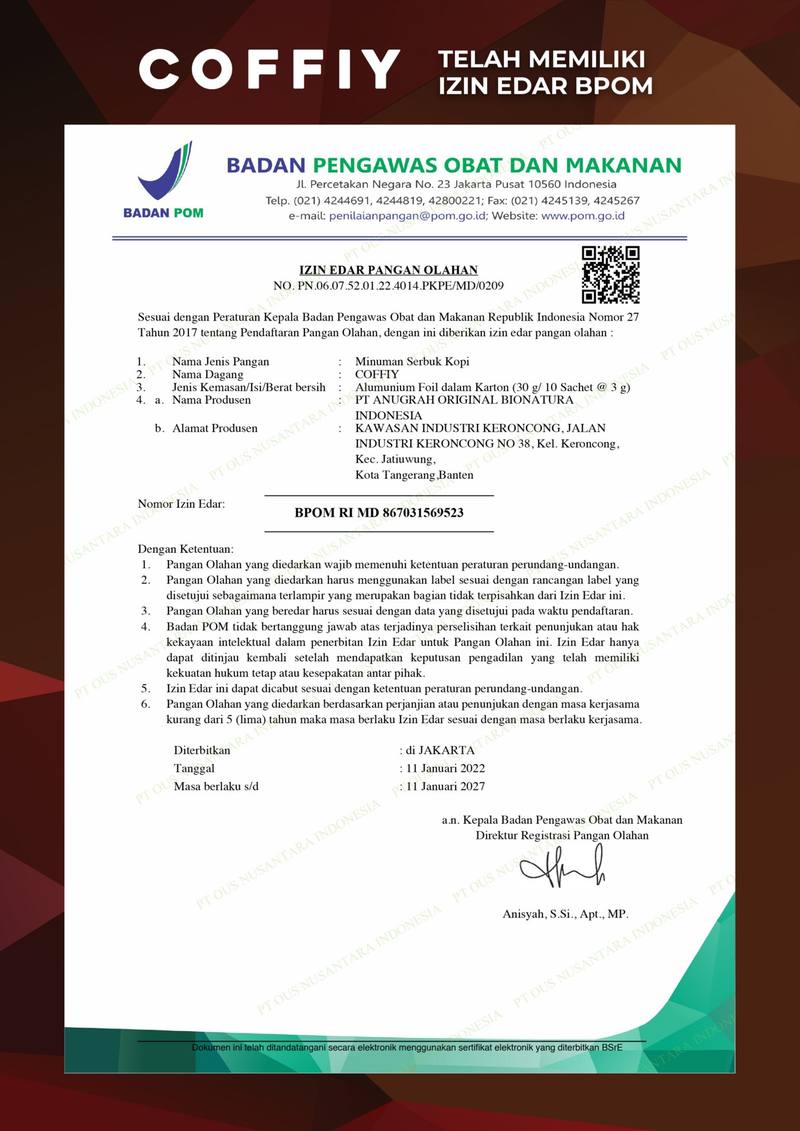 COFFIY
TELAH MEMILIKI
IZIN EDAR BPOM
BADAN POM
BADAN PENGAWAS OBAT DAN MAKANAN
Jl. Percetakan Negara No. 23 Jakarta Pusat 10560 Indonesia
Telp. (021) 4244691, 4244819, 42800221; Fax: (021) 4245139, 4245267
e-mail: penilaianpangan@pom.go.id; Website: www.pom.go.id
IZIN EDAR PANGAN OLAHAN
NO. PN.06.07.52.01.22.4014.PKPE/MD/0209
Sesuai dengan Peraturan Kepala Badan Pengawas Obat dan Makanan Republik Indonesia Nomor 27
Tahun 2017 tentang Pendaftaran Pangan Olahan, dengan ini diberikan izin edar pangan olahan :
1. Nama Jenis Pangan : Minuman Serbuk Kopi
2. Nama Dagang : COFFIY
3. Jenis Kemasan/Isi/Berat bersih : Alumunium Foil dalam Karton (30 g/ 10 Sachet @ 3 g)
4. a. Nama Produsen : PT ANUGRAH ORIGINAL BIONATURA
INDONESIA
b. Alamat Produsen : KAWASAN INDUSTRI KERONCONG, JALAN
INDUSTRI KERONCONG NO 38, Kel. Keroncong,
Kec. Jatiuwung,
Kota Tangerang,Banten
Nomor Izin Edar:
BPOM RI MD 867031569523
Dengan Ketentuan:
1. Pangan Olahan yang diedarkan wajib memenuhi ketentuan peraturan perundang-undangan.
2. Pangan Olahan yang diedarkan harus menggunakan label sesuai dengan rancangan label yang
disetujui sebagaimana terlampir yang merupakan bagian tidak terpisahkan dari Izin Edar ini.
3. Pangan Olahan yang beredar harus sesuai dengan data yang disetujui pada waktu pendaftaran.
4. Badan POM tidak bertanggung jawab atas terjadinya perselisihan terkait penunjukan atau hak
kekayaan intelektual dalam penerbitan Izin Edar untuk Pangan Olahan ini. Izin Edar hanya
dapat ditinjau kembali setelah mendapatkan keputusan pengadilan yang telah memiliki
kekuatan hukum tetap atau kesepakatan antar pihak.
5. Izin Edar ini dapat dicabut sesuai dengan ketentuan peraturan perundang-undangan.
6. Pangan Olahan yang diedarkan berdasarkan perjanjian atau penunjukan dengan masa kerjasama
kurang dari 5 (lima) tahun maka masa berlaku Izin Edar sesuai dengan masa berlaku kerjasama.
Diterbitkan : di JAKARTA
Tanggal : 11 Januari 2022
Masa berlaku s/d : 11 Januari 2027
a.n. Kepala Badan Pengawas Obat dan Makanan
Direktur Registrasi Pangan Olahan
Anisyah, S.Si., Apt., MP.
Dokumen ini telah ditandatangani secara elektronik menggunakan sertifikat elektronik yang diterbitkan BSrE
PT OUS NUSANTARA INDONESIA